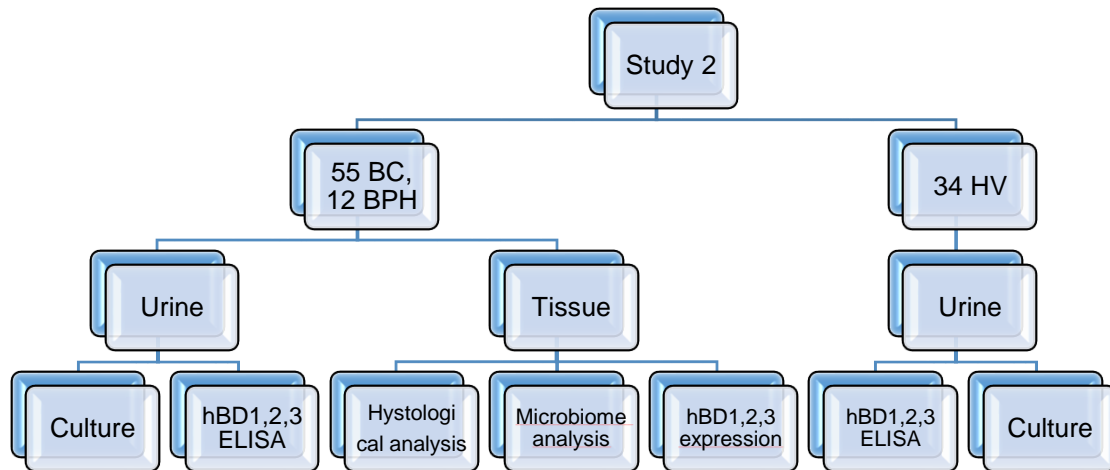 Study 2
55 BC,
12 BPH
34 HV
Urine
Tissue
Urine
Culture
hBD1,2,3
ELISA
Hystologi
cal analysis
Microbiome
analysis
hBD1,2,3
expression
hBD1,2,3
ELISA
Culture